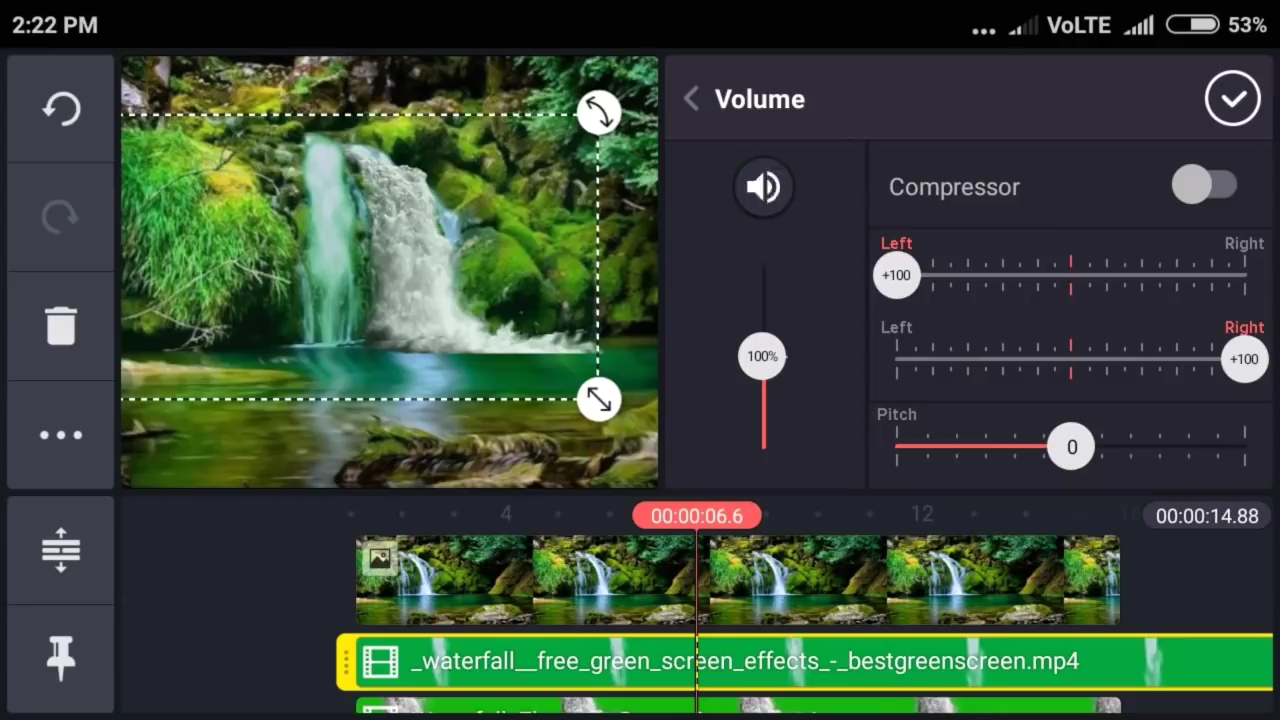 2:22 PM
... VoLTE 53%
Volume
Compressor
Left Right
+100
Left Right
100%
+100
Pitch
0
4 00:00:06.6 12 00:00:14.88
_waterfall__free_green_screen_effects_-_bestgreenscreen.mp4